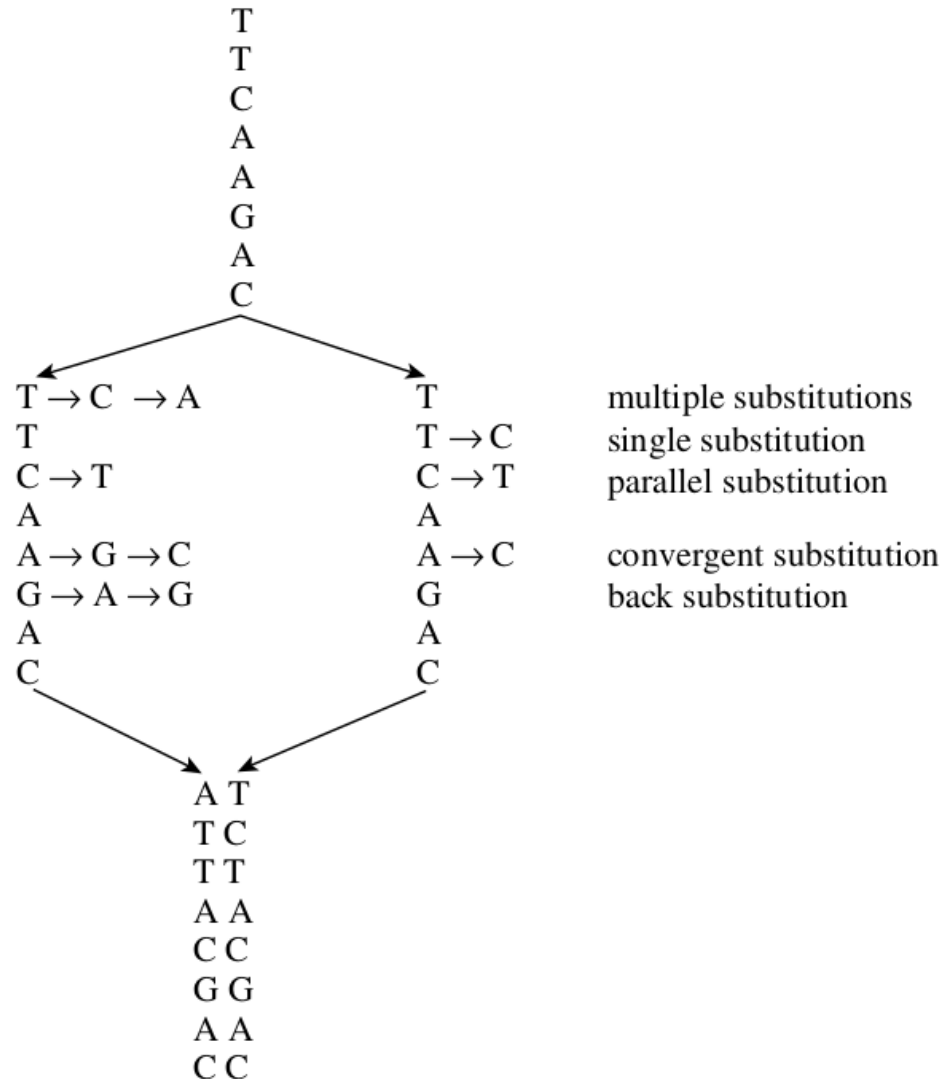 T
T
C
A
A
G
A
C
T → C → A T multiple substitutions
T T → C single substitution
C → T C → T parallel substitution
A A
A → G → C A → C convergent substitution
G → A → G G back substitution
A A
C C
A T
T C
T T
A A
C C
G G
A A
C C